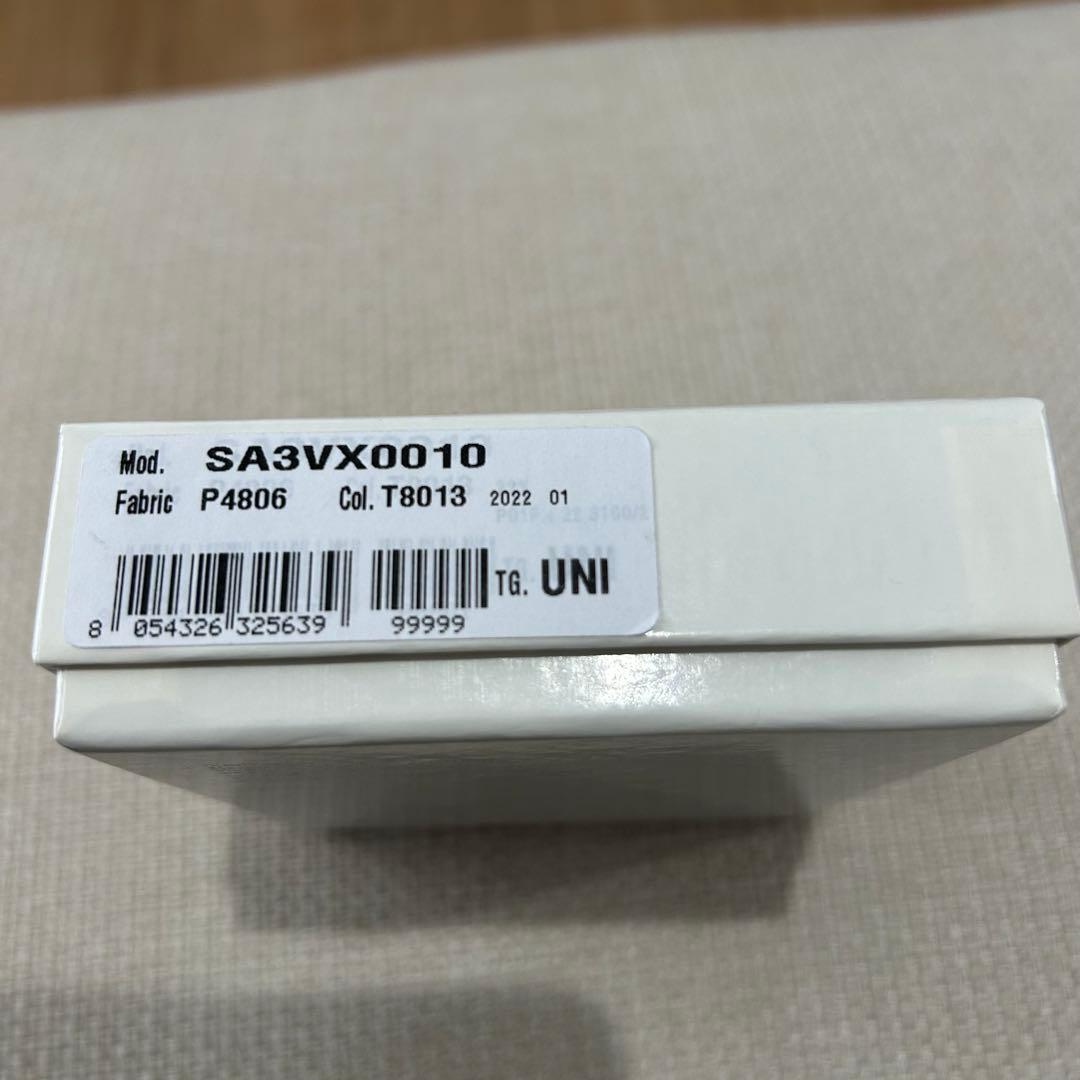 Mod. SA3VX0010
Fabric P4806 Col. T8013 2022 01
TG. UNI
8 054326 325639 99999